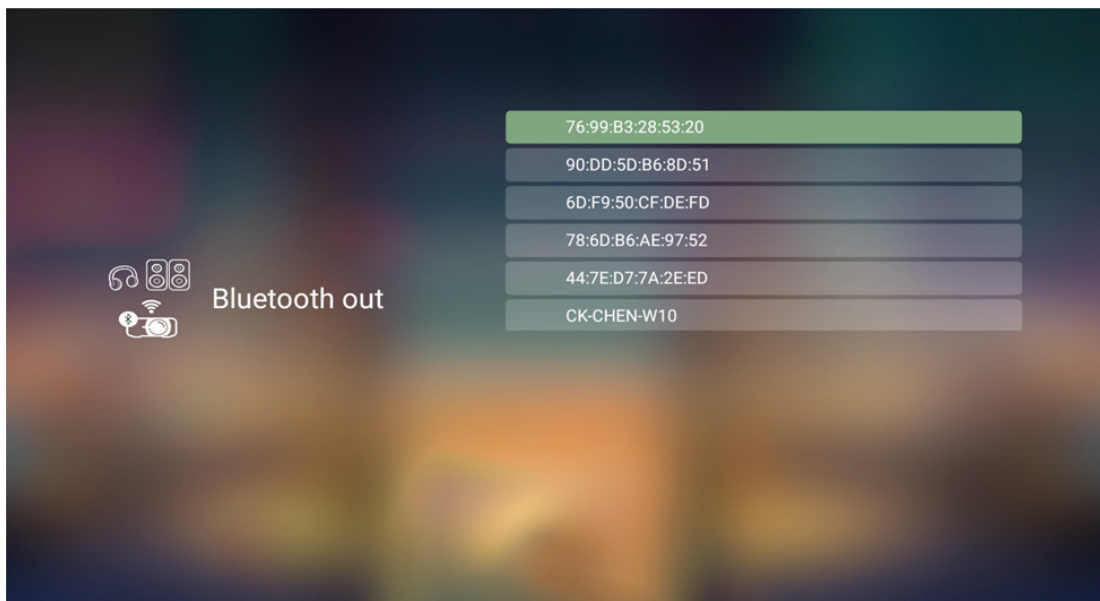 76:99:B3:28:53:20
90:DD:5D:B6:8D:51
6D:F9:50:CF:DE:FD
78:6D:B6:AE:97:52
44:7E:D7:7A:2E:ED
CK-CHEN-W10
Bluetooth out